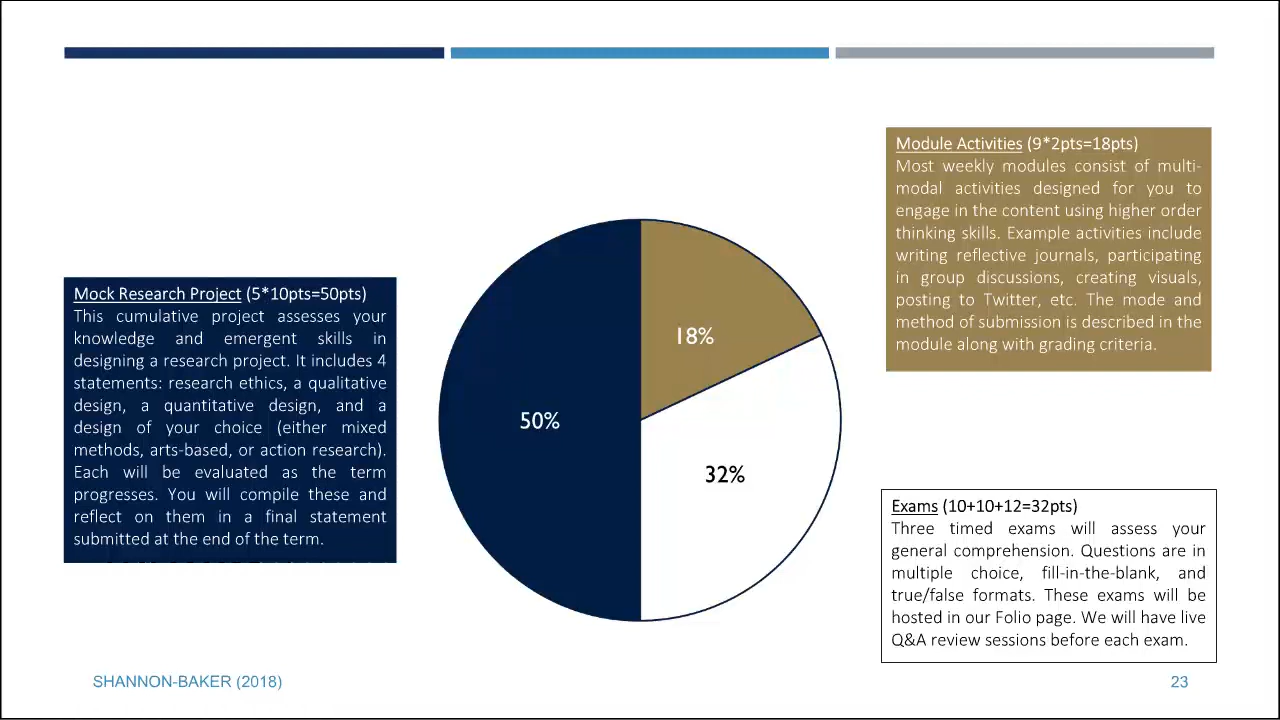 Module Activities (9*2pts=18pts)
Most weekly modules consist of multi-
modal activities designed for you to
engage in the content using higher order
thinking skills. Example activities include
writing reflective journals, participating
in group discussions, creating visuals,
posting to Twitter, etc. The mode and
method of submission is described in the
module along with grading criteria.
Mock Research Project (5*10pts=50pts)
This cumulative project assesses your
knowledge and emergent skills in
designing a research project. It includes 4
statements: research ethics, a qualitative
design, a quantitative design, and a
design of your choice (either mixed
methods, arts-based, or action research).
Each will be evaluated as the term
progresses. You will compile these and
reflect on them in a final statement
submitted at the end of the term.
18%
50%
32%
Exams (10+10+12=32pts)
Three timed exams will assess your
general comprehension. Questions are in
multiple choice, fill-in-the-blank, and
true/false formats. These exams will be
hosted in our Folio page. We will have live
Q&A review sessions before each exam.
SHANNON-BAKER (2018)
23